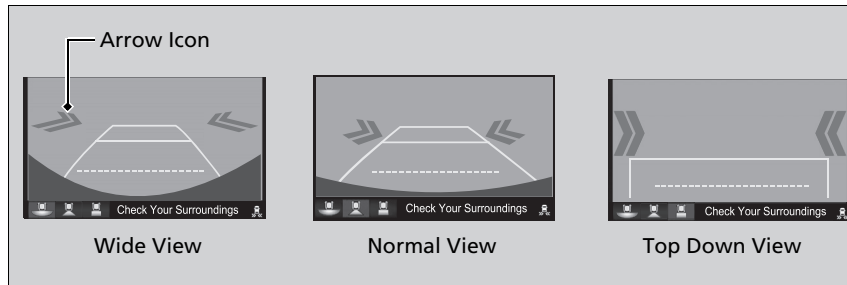 Arrow Icon
Check Your Surroundings
Check Your Surroundings
Check Your Surroundings
Wide View
Normal View
Top Down View